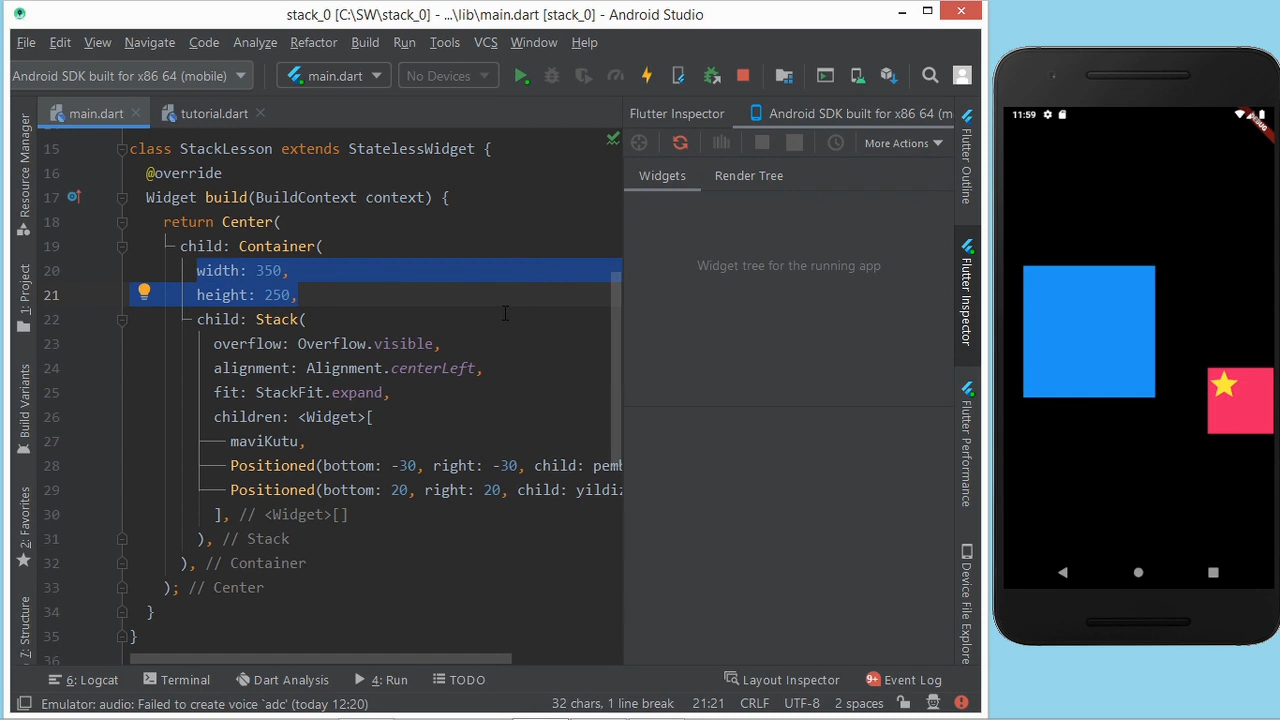 stack_0 [C:\SW\stack_0] - ...\lib\main.dart [stack_0] - Android Studio
File Edit View Navigate Code Analyze Refactor Build Run Tools VCS Window Help
Android SDK built for x86 64 (mobile) main.dart No Devices
main.dart tutorial.dart Flutter Inspector Android SDK built for x86 64 (m
More Actions
Widgets Render Tree
Widget tree for the running app
15 class StackLessen extends StatelessWidget {
16 @override
17 Widget build(BuildContext context) {
18 return Center(
19 child: Container(
20 width: 350,
21 height: 250,
22 child: Stack(
23 overflow: Overflow.visible,
24 alignment: Alignment.centerLeft,
25 fit: StackFit.expand,
26 children: <Widget>[
27 maviKutu,
28 Positioned(bottom: -30, right: -30, child: pemb
29 Positioned(bottom: 20, right: 20, child: yildiz
30 ], // <Widget>[]
31 ), // Stack
32 ), // Container
33 ); // Center
34 }
35 }
36
Resource Manager
1: Project
Build Variants
2: Favorites
7: Structure
Flutter Outline
Flutter Inspector
Flutter Performance
Device File Explore
6: Logcat Terminal Dart Analysis 4: Run TODO Layout Inspector 9+ Event Log
Emulator: audio: Failed to create voice `adc' (today 12:20) 32 chars, 1 line break 21:21 CRLF UTF-8 2 spaces
11:59
DEBUG